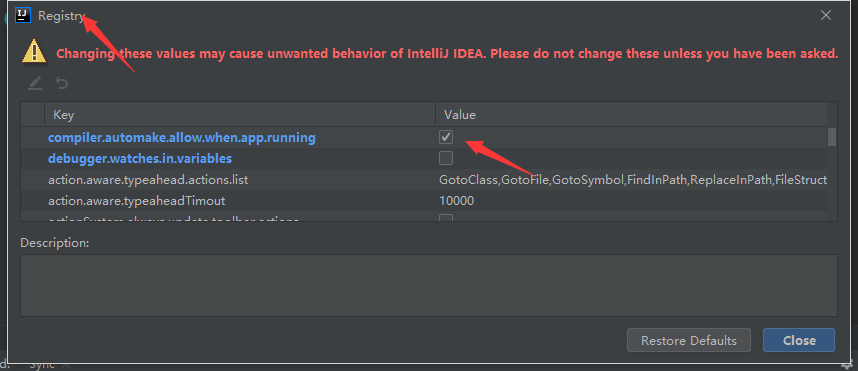 IJ Registry
Changing these values may cause unwanted behavior of IntelliJ IDEA. Please do not change these unless you have been asked.
Key Value
compiler.automake.allow.when.app.running
debugger.watches.in.variables
action.aware.typeahead.actions.list GotoClass,GotoFile,GotoSymbol,FindInPath,ReplaceInPath,FileStruct
action.aware.typeaheadTimout 10000
Description:
Restore Defaults Close
d: Sync